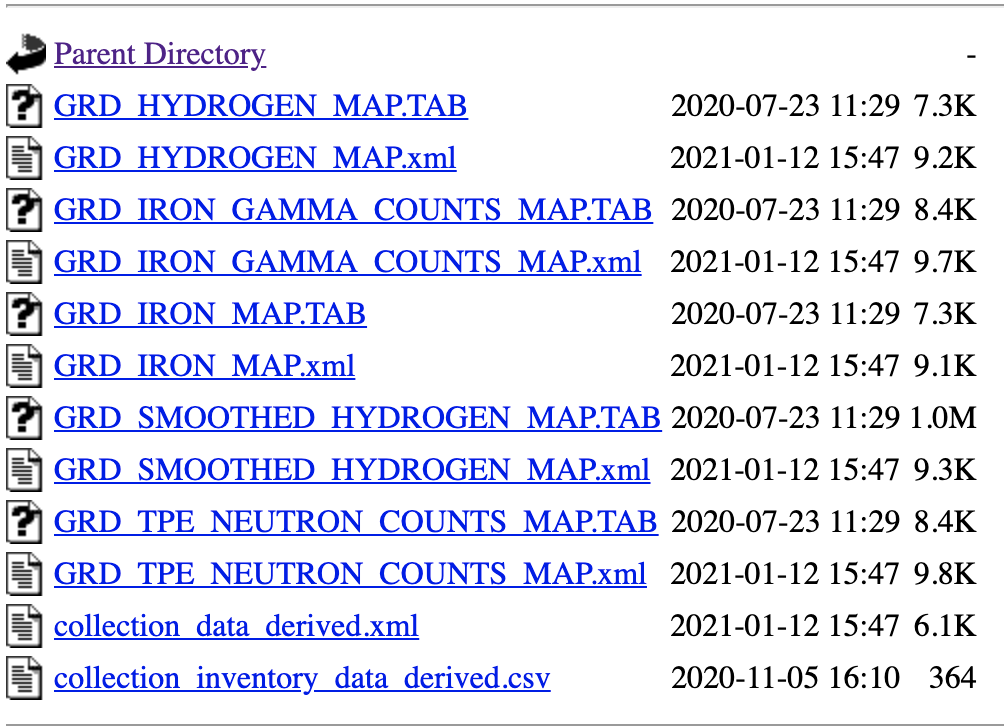 Parent Directory -
GRD_HYDROGEN_MAP.TAB 2020-07-23 11:29 7.3K
GRD_HYDROGEN_MAP.xml 2021-01-12 15:47 9.2K
GRD_IRON_GAMMA_COUNTS_MAP.TAB 2020-07-23 11:29 8.4K
GRD_IRON_GAMMA_COUNTS_MAP.xml 2021-01-12 15:47 9.7K
GRD_IRON_MAP.TAB 2020-07-23 11:29 7.3K
GRD_IRON_MAP.xml 2021-01-12 15:47 9.1K
GRD_SMOOTHED_HYDROGEN_MAP.TAB 2020-07-23 11:29 1.0M
GRD_SMOOTHED_HYDROGEN_MAP.xml 2021-01-12 15:47 9.3K
GRD_TPE_NEUTRON_COUNTS_MAP.TAB 2020-07-23 11:29 8.4K
GRD_TPE_NEUTRON_COUNTS_MAP.xml 2021-01-12 15:47 9.8K
collection_data_derived.xml 2021-01-12 15:47 6.1K
collection_inventory_data_derived.csv 2020-11-05 16:10 364